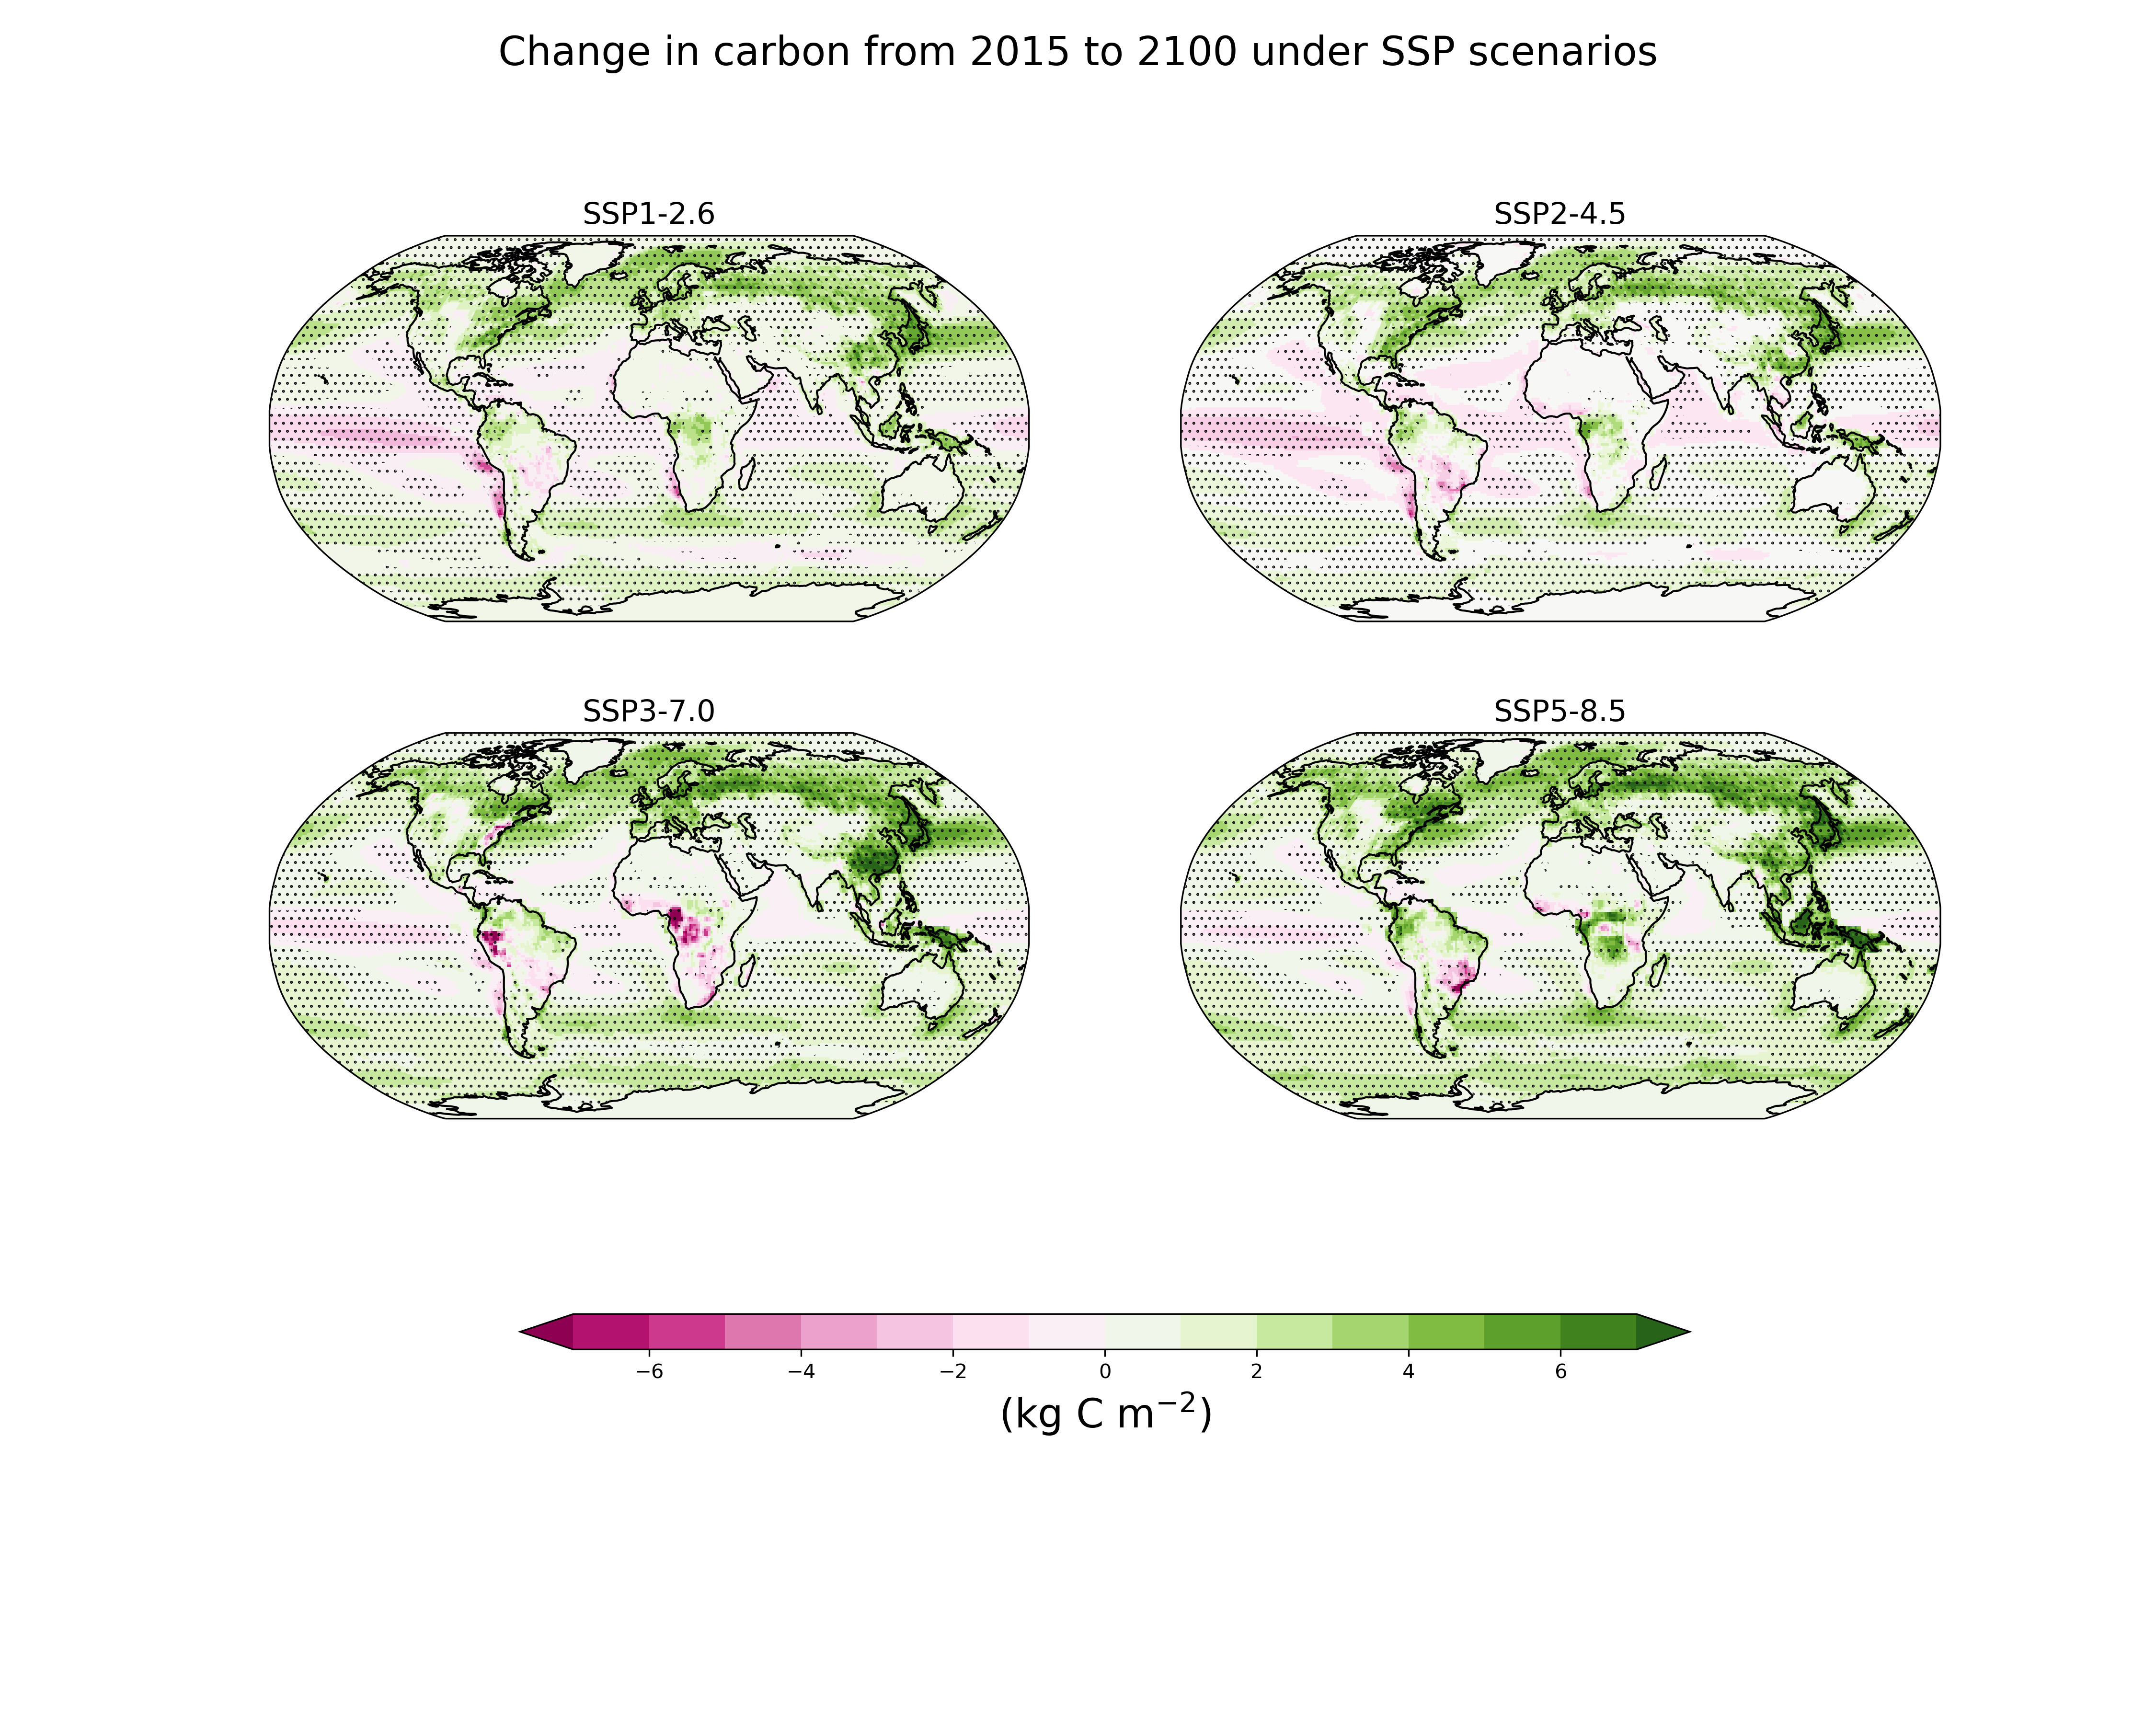 Change in carbon from 2015 to 2100 under SSP scenarios
SSP1-2.6
SSP2-4.5
SSP3-7.0
SSP5-8.5
−6 −4 −2 0 2 4 6
(kg C m⁻²)